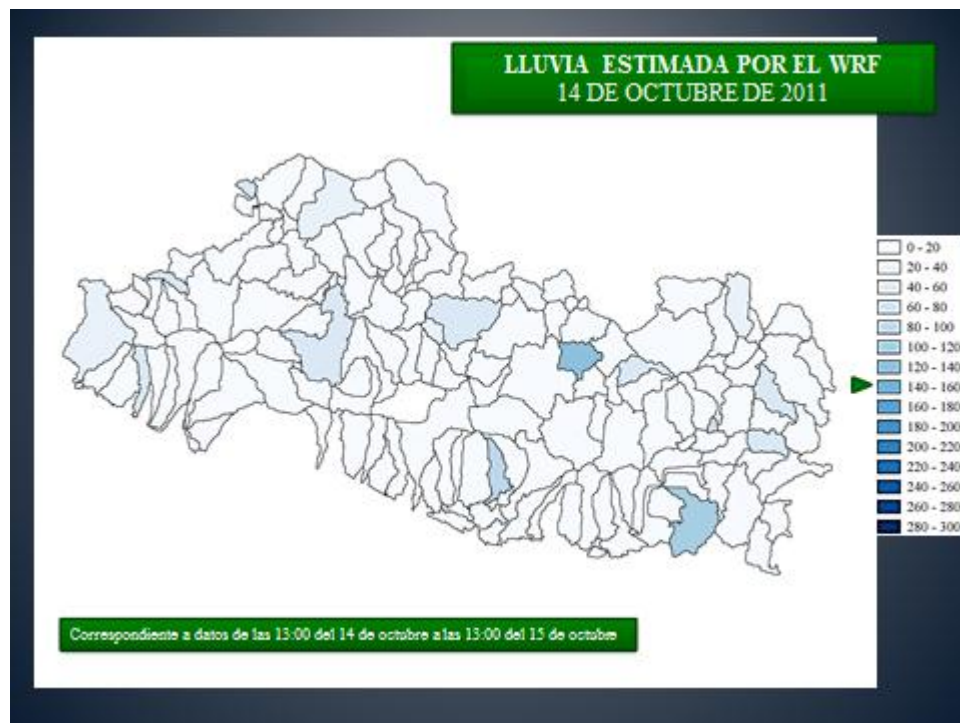 LLUVIA ESTIMADA POR EL WRF
14 DE OCTUBRE DE 2011
0 - 20
20 - 40
40 - 60
60 - 80
80 - 100
100 - 120
120 - 140
140 - 160
160 - 180
180 - 200
200 - 220
220 - 240
240 - 260
260 - 280
280 - 300
Correspondiente a datos de las 13:00 del 14 de octubre a las 13:00 del 15 de octubre